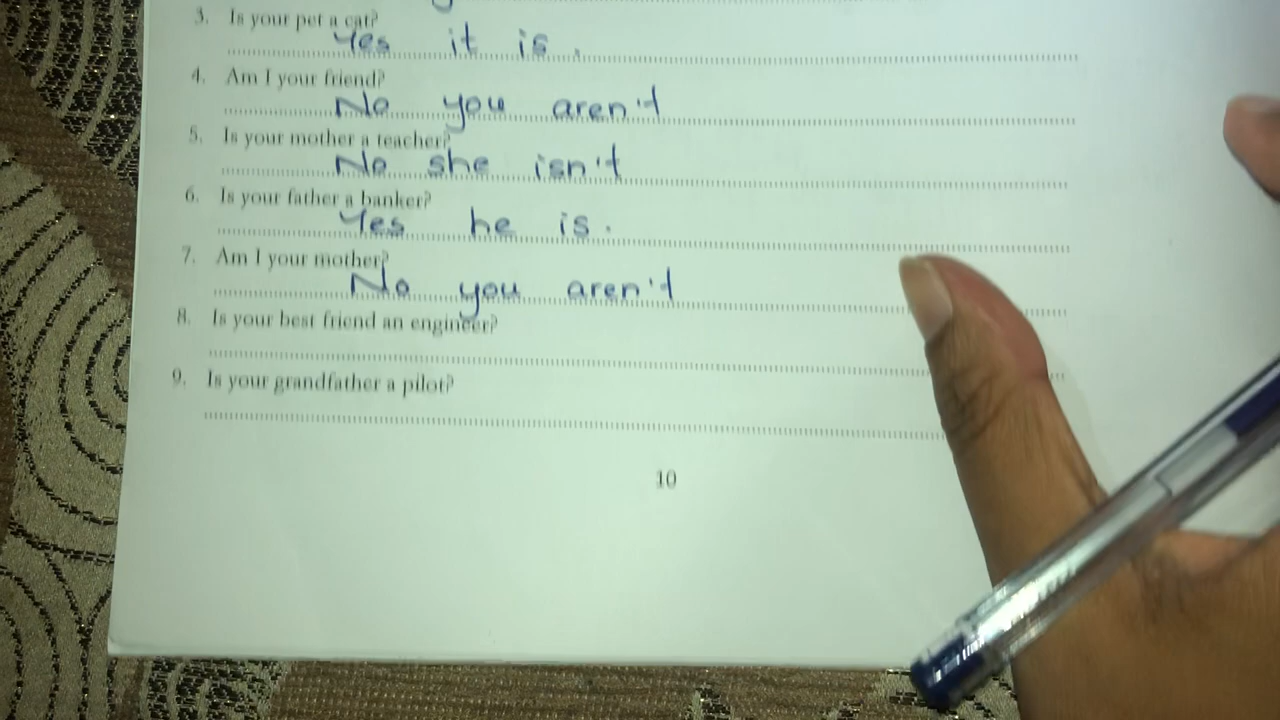 3. Is your pet a cat?
Yes it is.
4. Am I your friend?
No you aren't
5. Is your mother a teacher?
No she isn't
6. Is your father a banker?
Yes he is.
7. Am I your mother?
No you aren't
8. Is your best friend an engineer?
9. Is your grandfather a pilot?
10